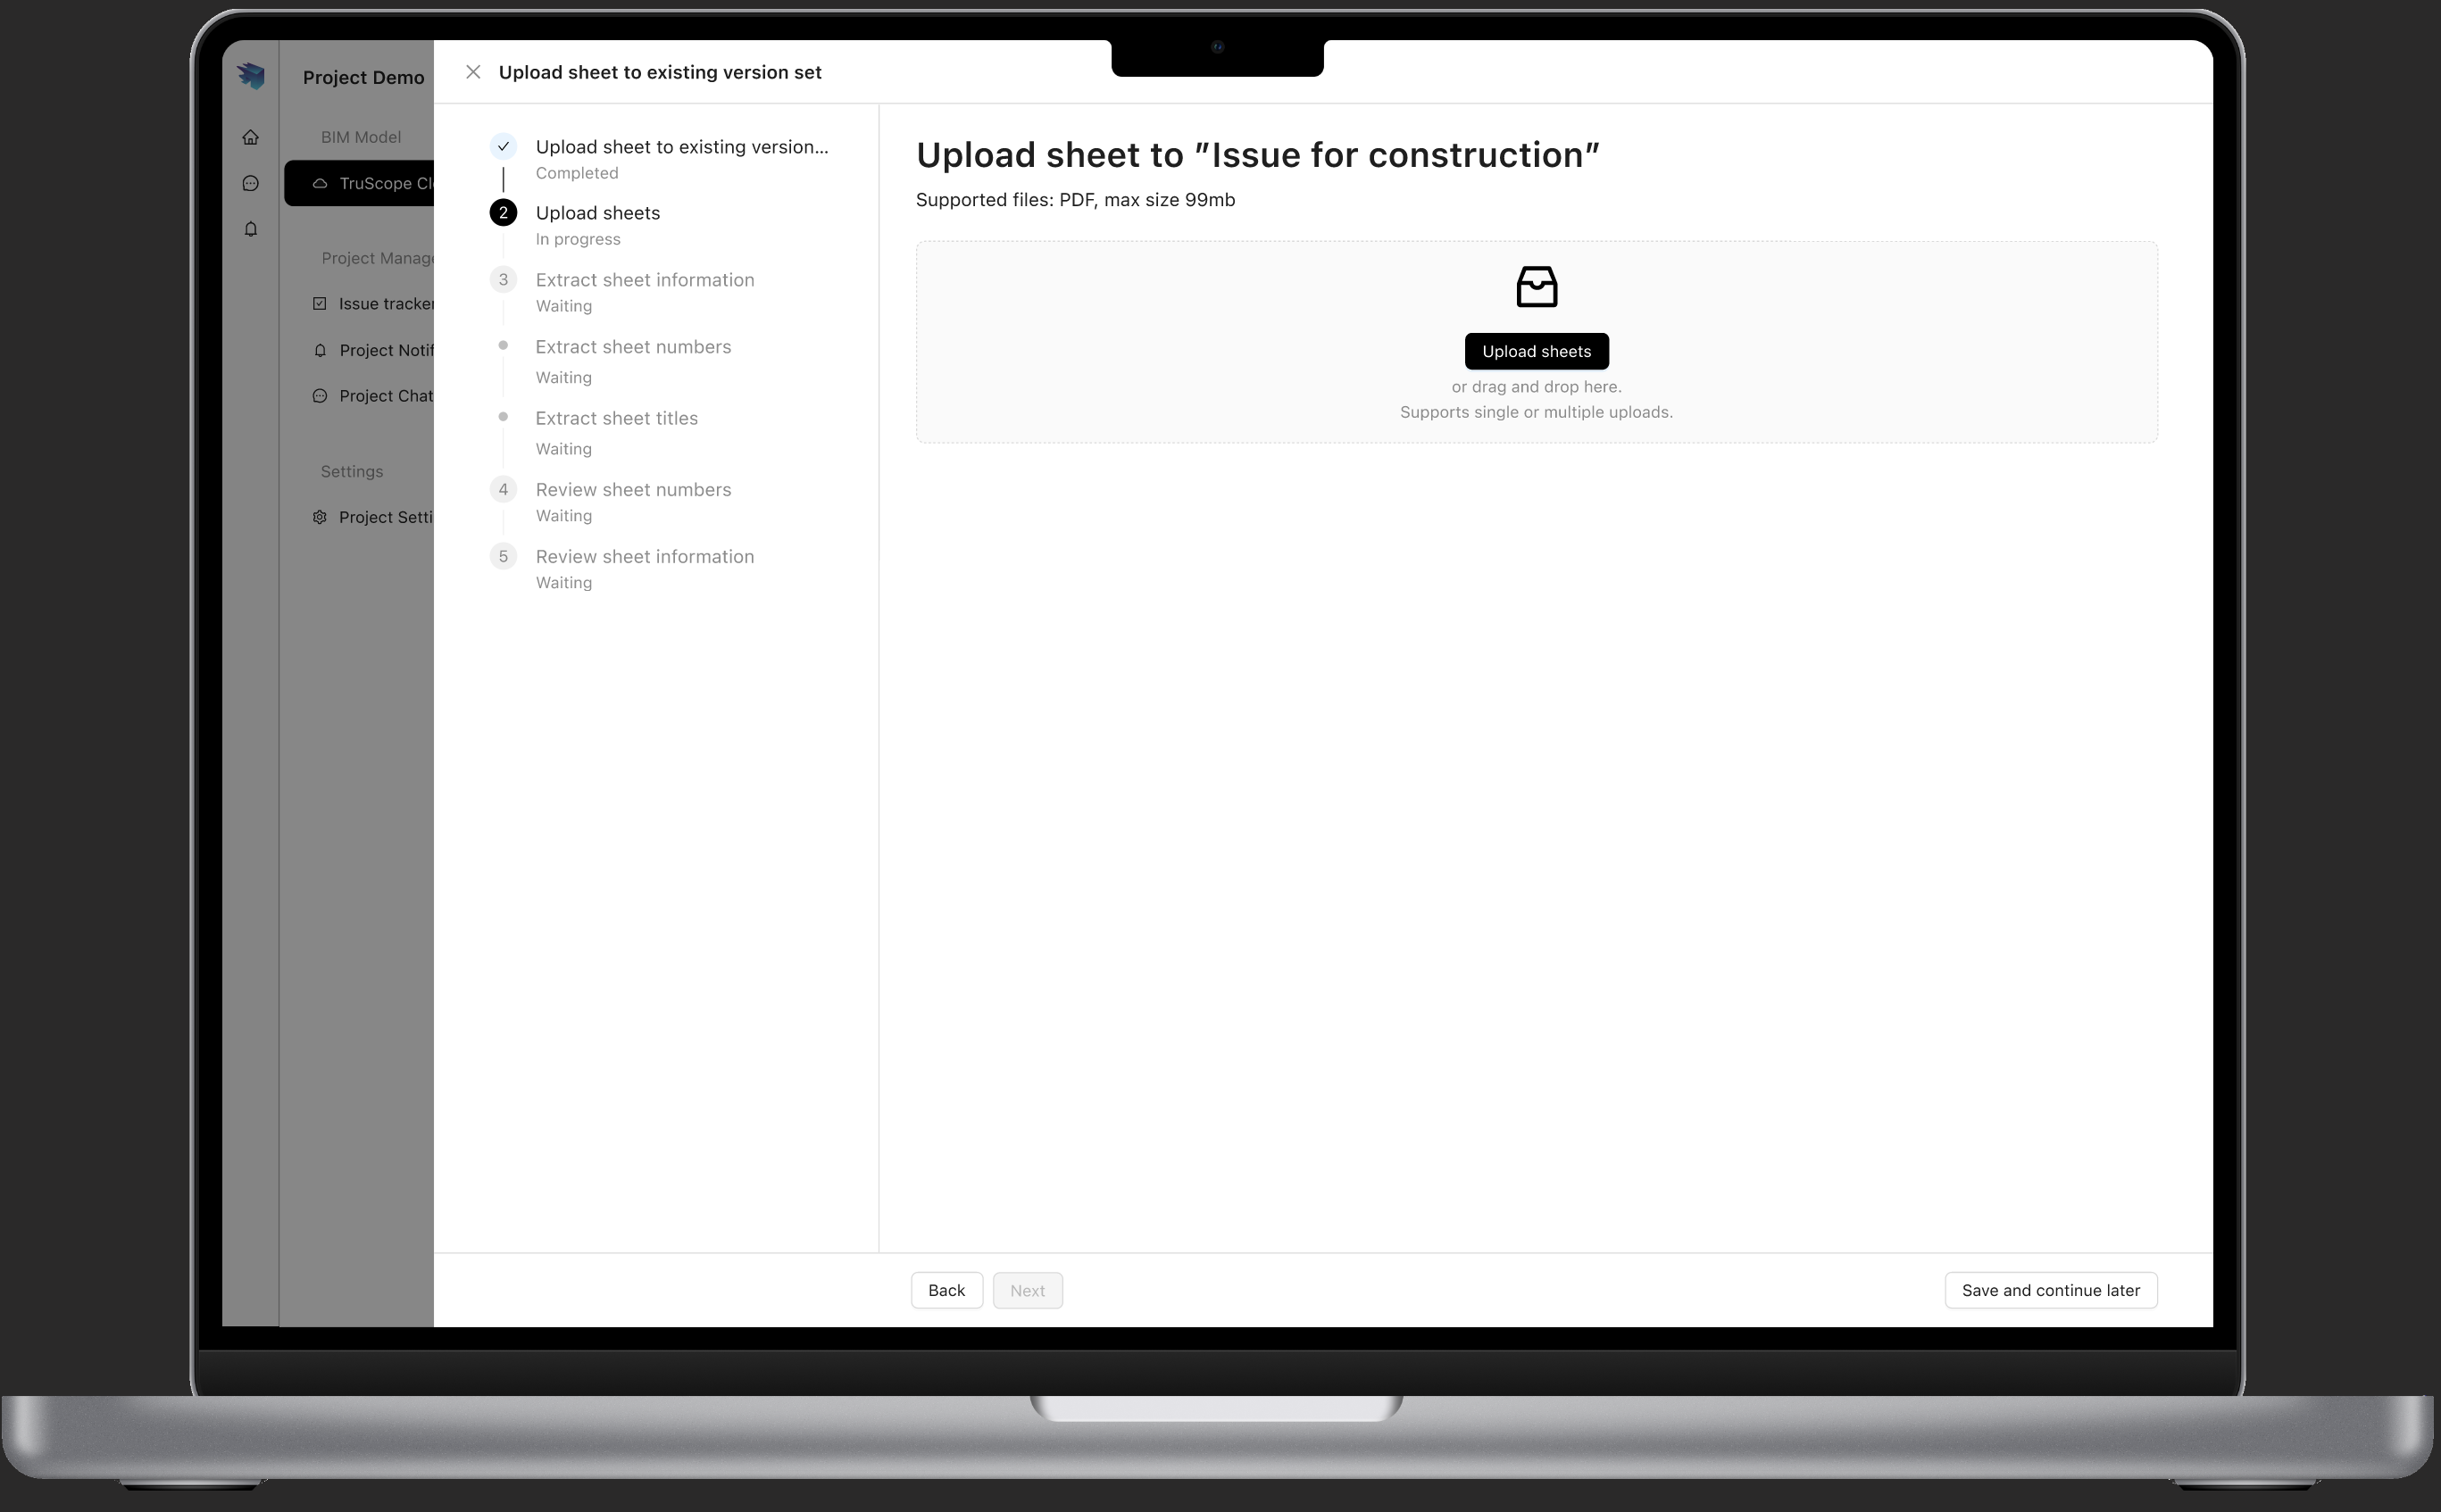 Project Demo
BIM Model
TruScope Cl
Project Manag
Issue tracker
Project Notif
Project Chat
Settings
Project Setti
Upload sheet to existing version set
Upload sheet to existing version...
Completed
2
Upload sheets
In progress
3
Extract sheet information
Waiting
Extract sheet numbers
Waiting
Extract sheet titles
Waiting
4
Review sheet numbers
Waiting
5
Review sheet information
Waiting
Upload sheet to ”Issue for construction”
Supported files: PDF, max size 99mb
Upload sheets
or drag and drop here.
Supports single or multiple uploads.
Back
Next
Save and continue later